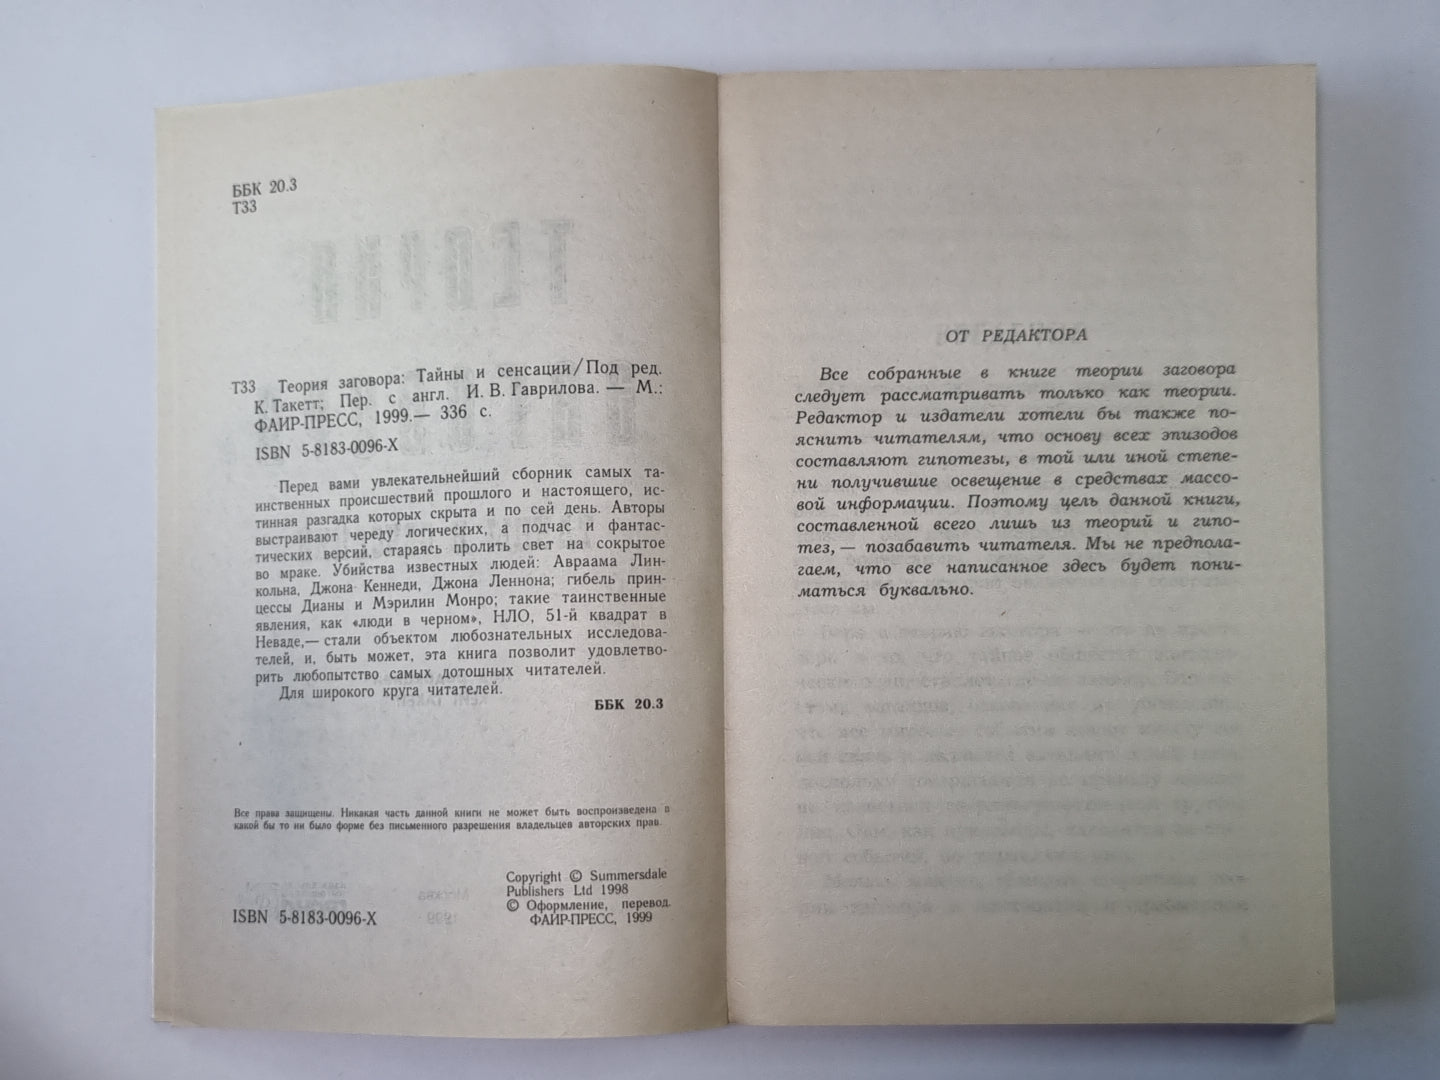 ББК 20.3
Т33
Т33 Теория заговора: Тайны и сенсации/Под ред.
К. Такетт; Пер. с англ. И. В. Гаврилова. — М.:
ФАИР-ПРЕСС, 1999.— 336 с.
ISBN 5-8183-0096-X
Перед вами увлекательнейший сборник самых та-
инственных происшествий прошлого и настоящего, ис-
тинная разгадка которых скрыта и по сей день. Авторы
выстраивают череду логических, а подчас и фантас-
тических версий, стараясь пролить свет на сокрытое
во мраке. Убийства известных людей: Авраама Лин-
кольна, Джона Кеннеди, Джона Леннона; гибель прин-
цессы Дианы и Мэрилин Монро; такие таинственные
явления, как «люди в черном», НЛО, 51-й квадрат в
Неваде,— стали объектом любознательных исследова-
телей, и, быть может, эта книга позволит удовлетво-
рить любопытство самых дотошных читателей.
Для широкого круга читателей.
ББК 20.3
Все права защищены. Никакая часть данной книги не может быть воспроизведена в
какой бы то ни было форме без письменного разрешения владельцев авторских прав.
Copyright © Summersdale
Publishers Ltd 1998
© Оформление, перевод.
ФАИР-ПРЕСС, 1999
ISBN 5-8183-0096-X
ОТ РЕДАКТОРА
Все собранные в книге теории заговора
следует рассматривать только как теории.
Редактор и издатели хотели бы также по-
яснить читателям, что основу всех эпизодов
составляют гипотезы, в той или иной степе-
ни получившие освещение в средствах массо-
вой информации. Поэтому цель данной книги,
составленной всего лишь из теорий и гипо-
тез,— позабавить читателя. Мы не предпола-
гаем, что все написанное здесь будет пони-
маться буквально.